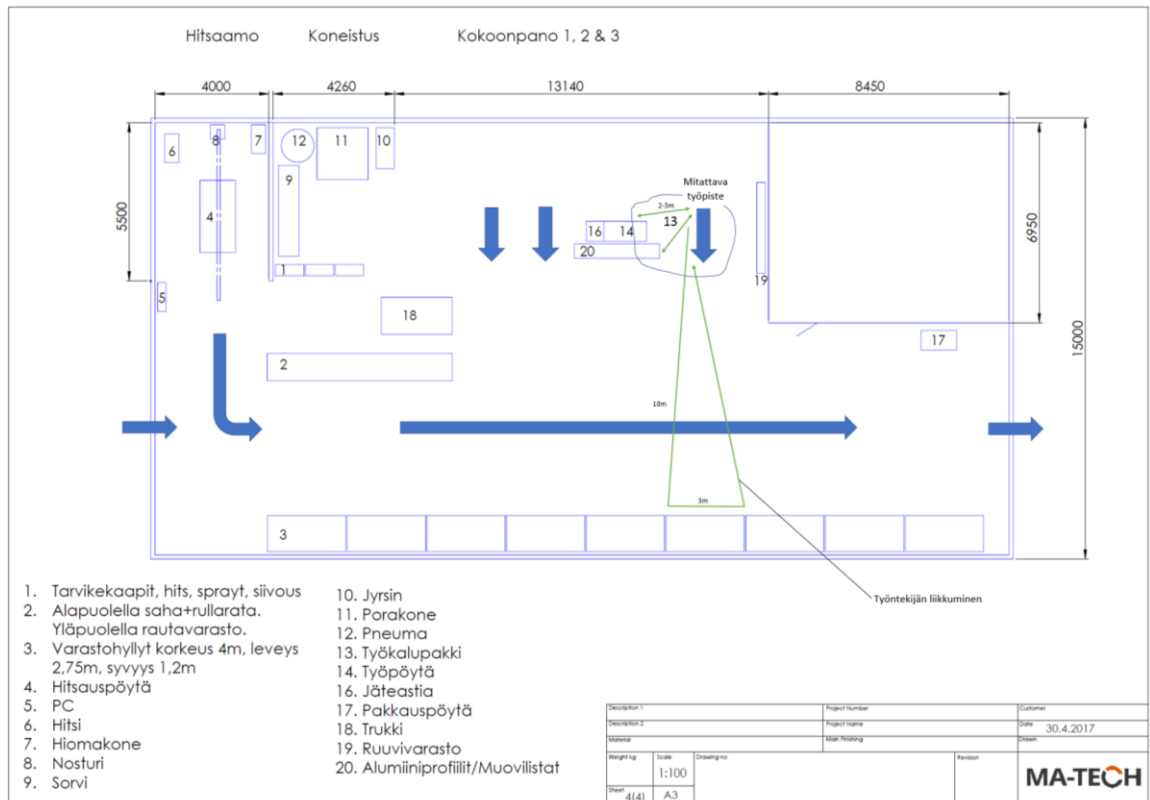 Hitsaamo Koneistus Kokoonpano 1, 2 & 3
4000 4260 13140 8450
8 7 12 11 10
6
9
Mitattava
työpiste
4
2-3m
13
5500
16 14
6950
20
1
19
5
18
17
15000
2
10m
3m
3
Työntekijän liikkuminen
1. Tarvikekaapit, hits, sprayt, siivous
2. Alapuolella saha+rullarata.
Yläpuolella rautavarasto.
3. Varastohyllyt korkeus 4m, leveys
2,75m, syvyys 1,2m
4. Hitsauspöytä
5. PC
6. Hitsi
7. Hiomakone
8. Nosturi
9. Sorvi
10. Jyrsin
11. Porakone
12. Pneuma
13. Työkalupakki
14. Työpöytä
16. Jäteastia
17. Pakkauspöytä
18. Trukki
19. Ruuvivarasto
20. Alumiiniprofiilit/Muovilistat
Description 1 Project Number Customer
Description 2 Project Name Date 30.4.2017
Material Main Finishing Drawn
Weight kg Scale Drawing no Revision
1:100
Sheet 4(4) A3
MA-TECH